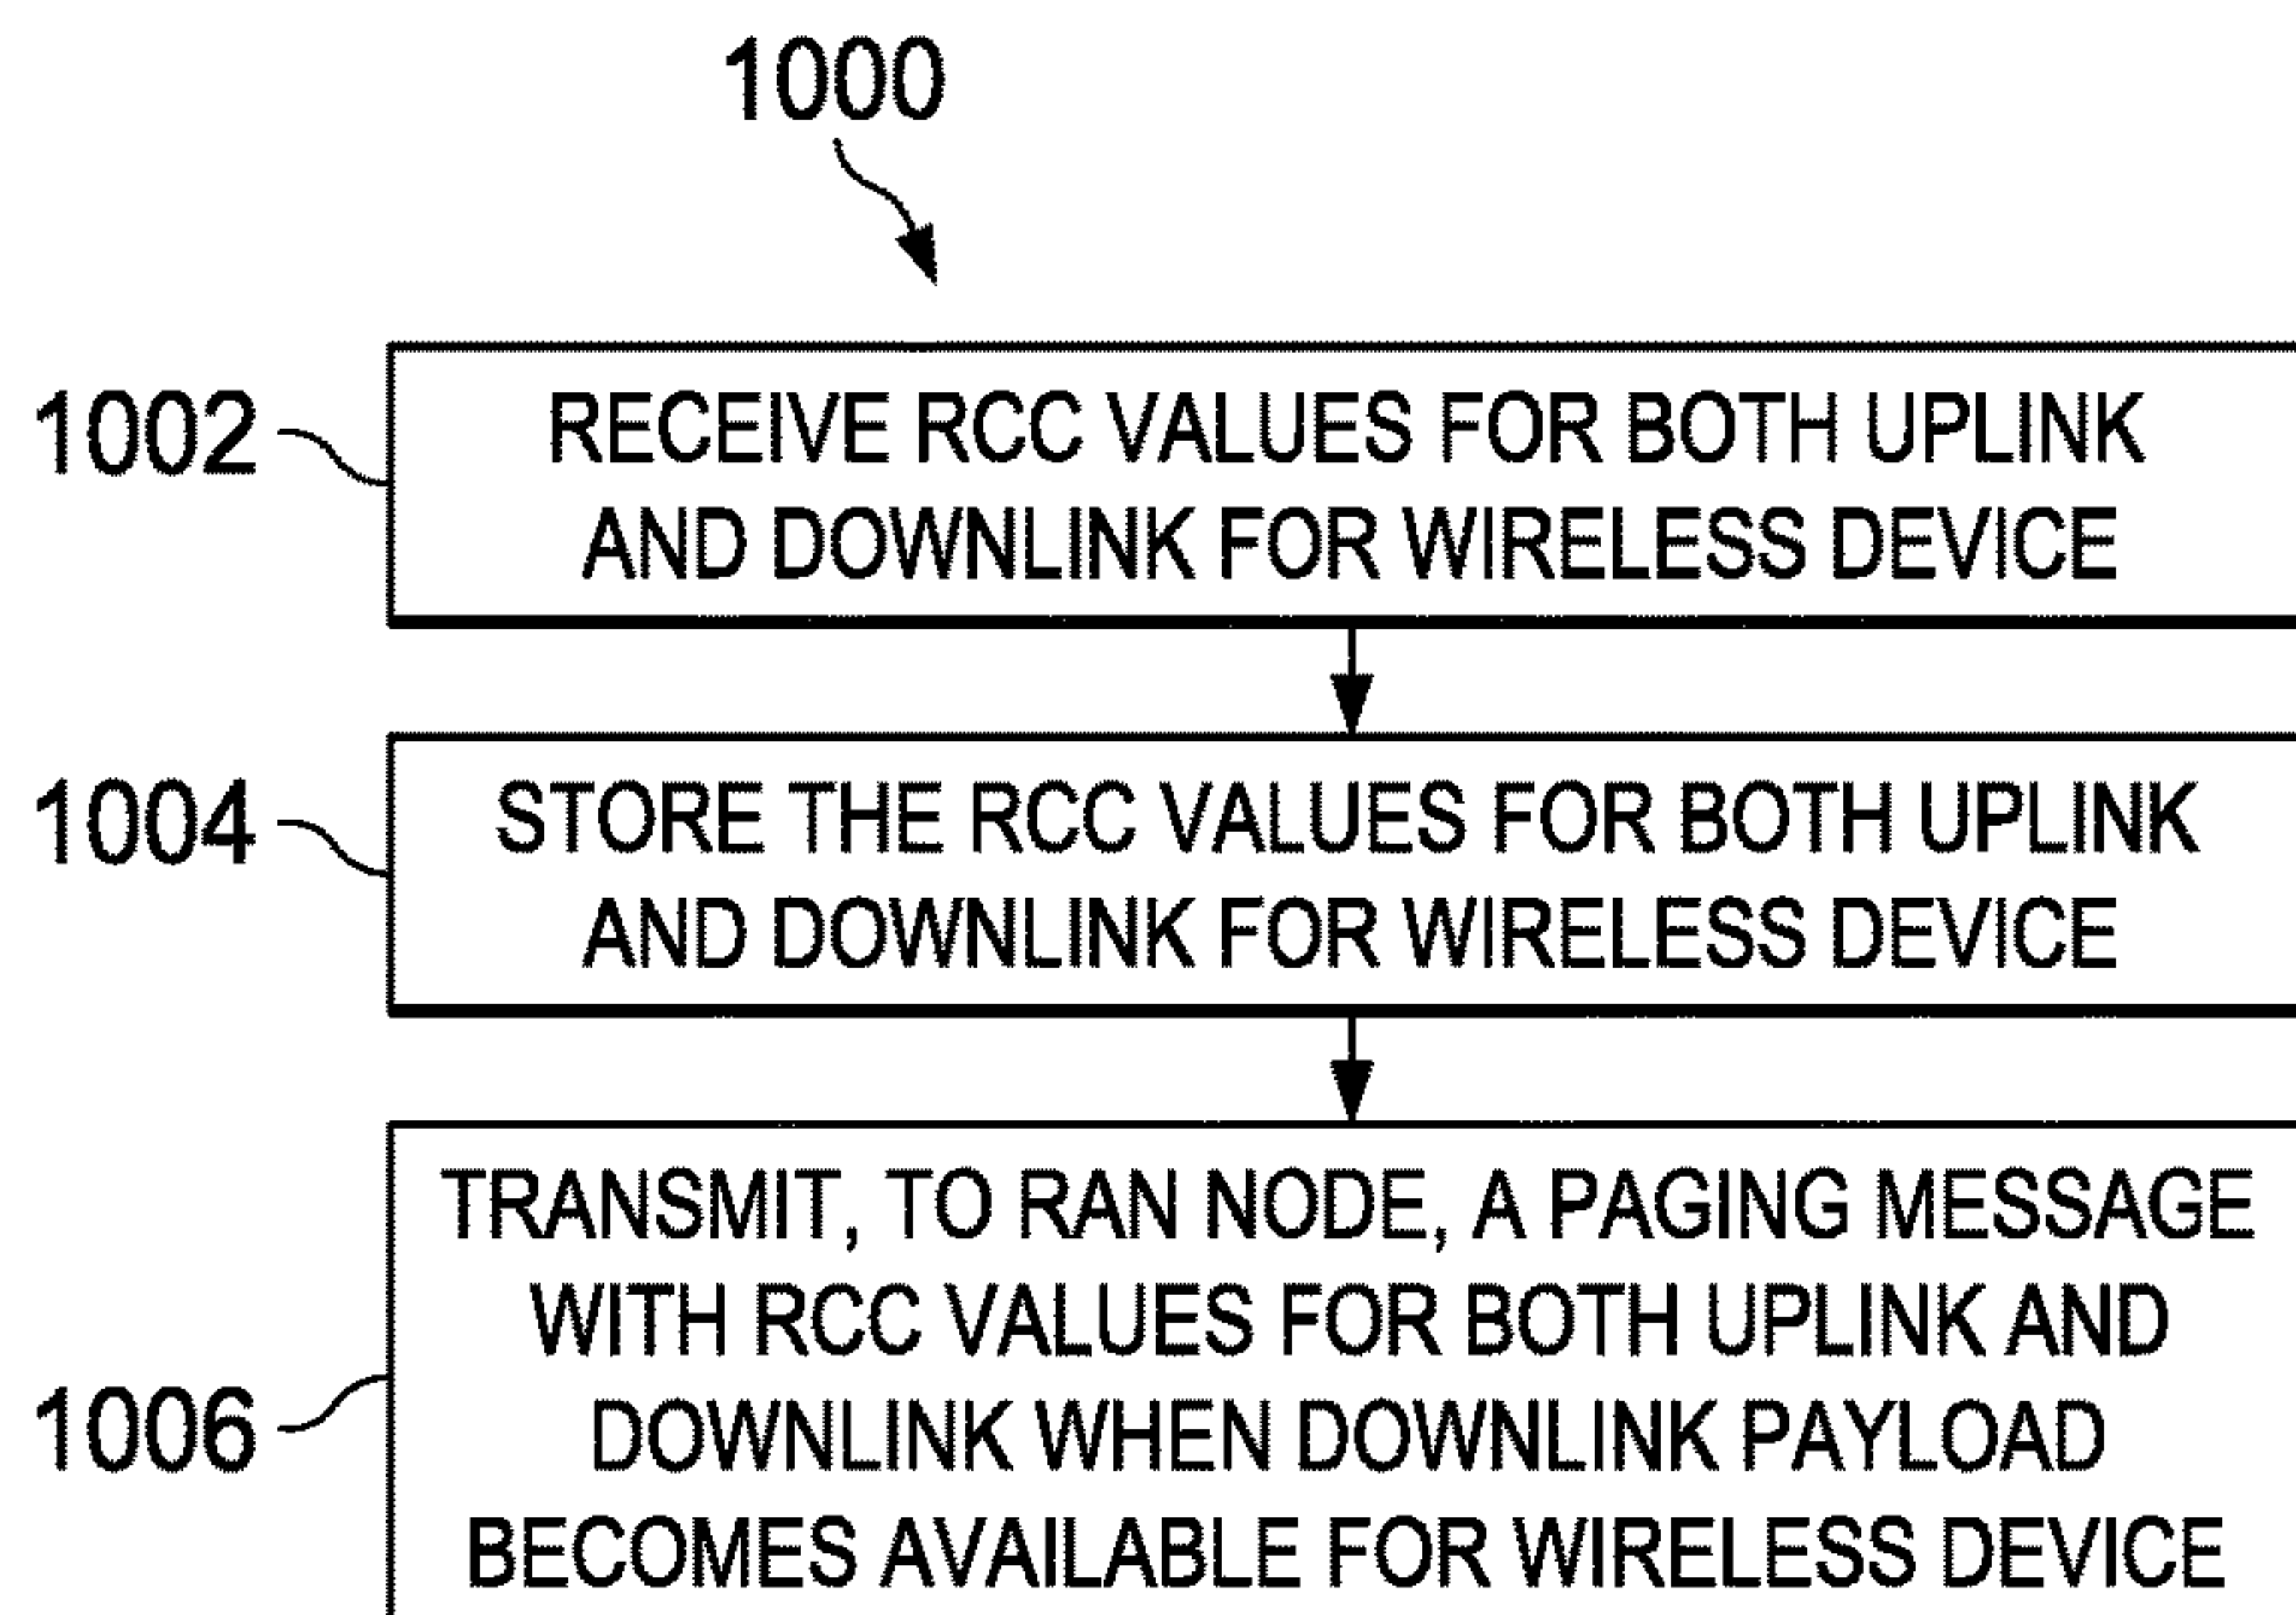 1000
1002
RECEIVE RCC VALUES FOR BOTH UPLINK
AND DOWNLINK FOR WIRELESS DEVICE
1004
STORE THE RCC VALUES FOR BOTH UPLINK
AND DOWNLINK FOR WIRELESS DEVICE
1006
TRANSMIT, TO RAN NODE, A PAGING MESSAGE
WITH RCC VALUES FOR BOTH UPLINK AND
DOWNLINK WHEN DOWNLINK PAYLOAD
BECOMES AVAILABLE FOR WIRELESS DEVICE